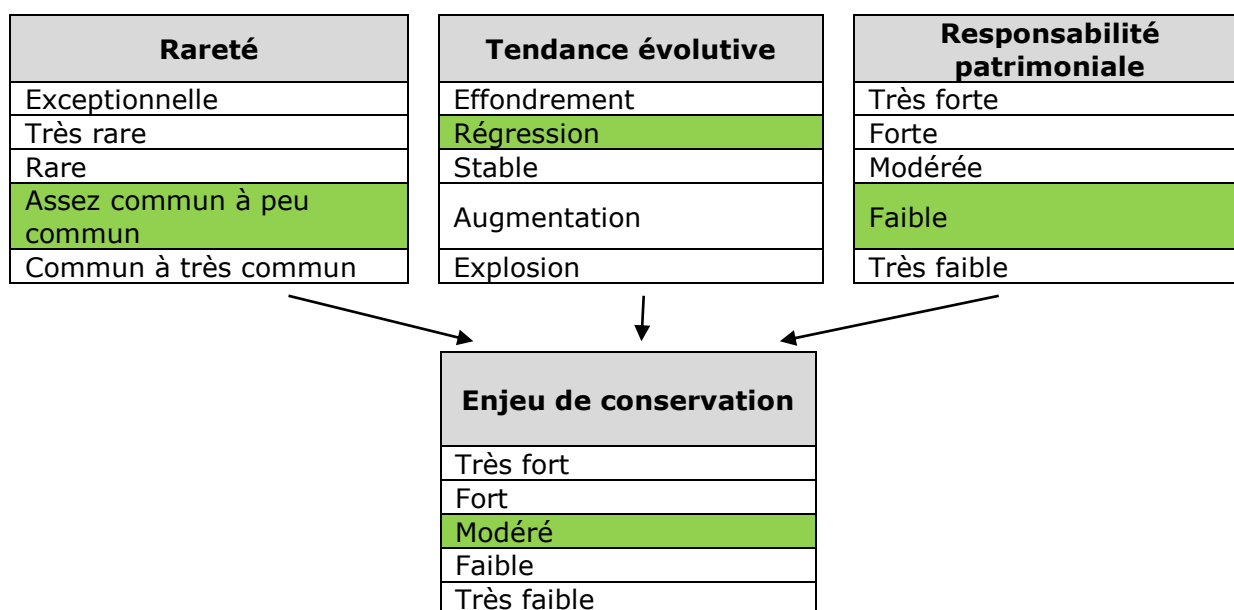 Rareté
Exceptionnelle
Très rare
Rare
Assez commun à peu
commun
Commun à très commun
Tendance évolutive
Effondrement
Régression
Stable
Augmentation
Explosion
Responsabilité
patrimoniale
Très forte
Forte
Modérée
Faible
Très faible
Enjeu de conservation
Très fort
Fort
Modéré
Faible
Très faible